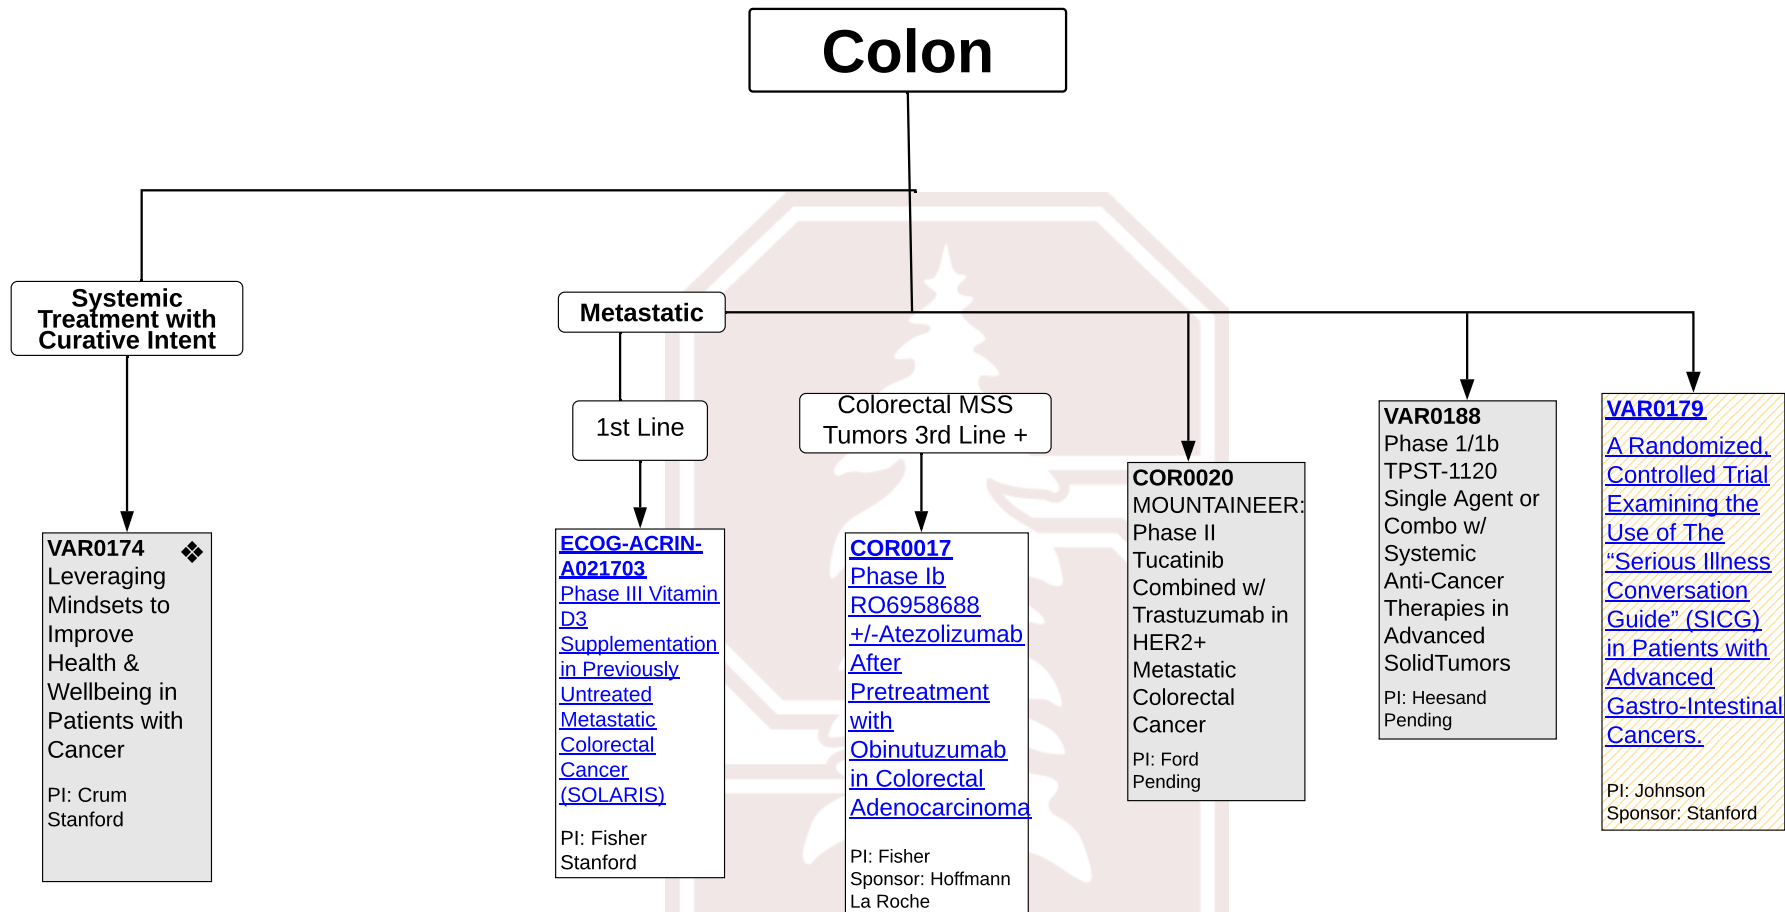 Colon
Systemic
Treatment with
Curative Intent
Metastatic
1st Line
Colorectal MSS
Tumors 3rd Line +
VAR0174 ❖
Leveraging
Mindsets to
Improve
Health &
Wellbeing in
Patients with
Cancer
PI: Crum
Stanford
ECOG-ACRIN-
A021703
Phase III Vitamin
D3
Supplementation
in Previously
Untreated
Metastatic
Colorectal
Cancer
(SOLARIS)
PI: Fisher
Stanford
COR0017
Phase Ib
RO6958688
+/-Atezolizumab
After
Pretreatment
with
Obinutuzumab
in Colorectal
Adenocarcinoma
PI: Fisher
Sponsor: Hoffmann
La Roche
COR0020
MOUNTAINEER:
Phase II
Tucatinib
Combined w/
Trastuzumab in
HER2+
Metastatic
Colorectal
Cancer
PI: Ford
Pending
VAR0188
Phase 1/1b
TPST-1120
Single Agent or
Combo w/
Systemic
Anti-Cancer
Therapies in
Advanced
SolidTumors
PI: Heesand
Pending
VAR0179
A Randomized,
Controlled Trial
Examining the
Use of The
“Serious Illness
Conversation
Guide” (SICG)
in Patients with
Advanced
Gastro-Intestinal
Cancers.
PI: Johnson
Sponsor: Stanford